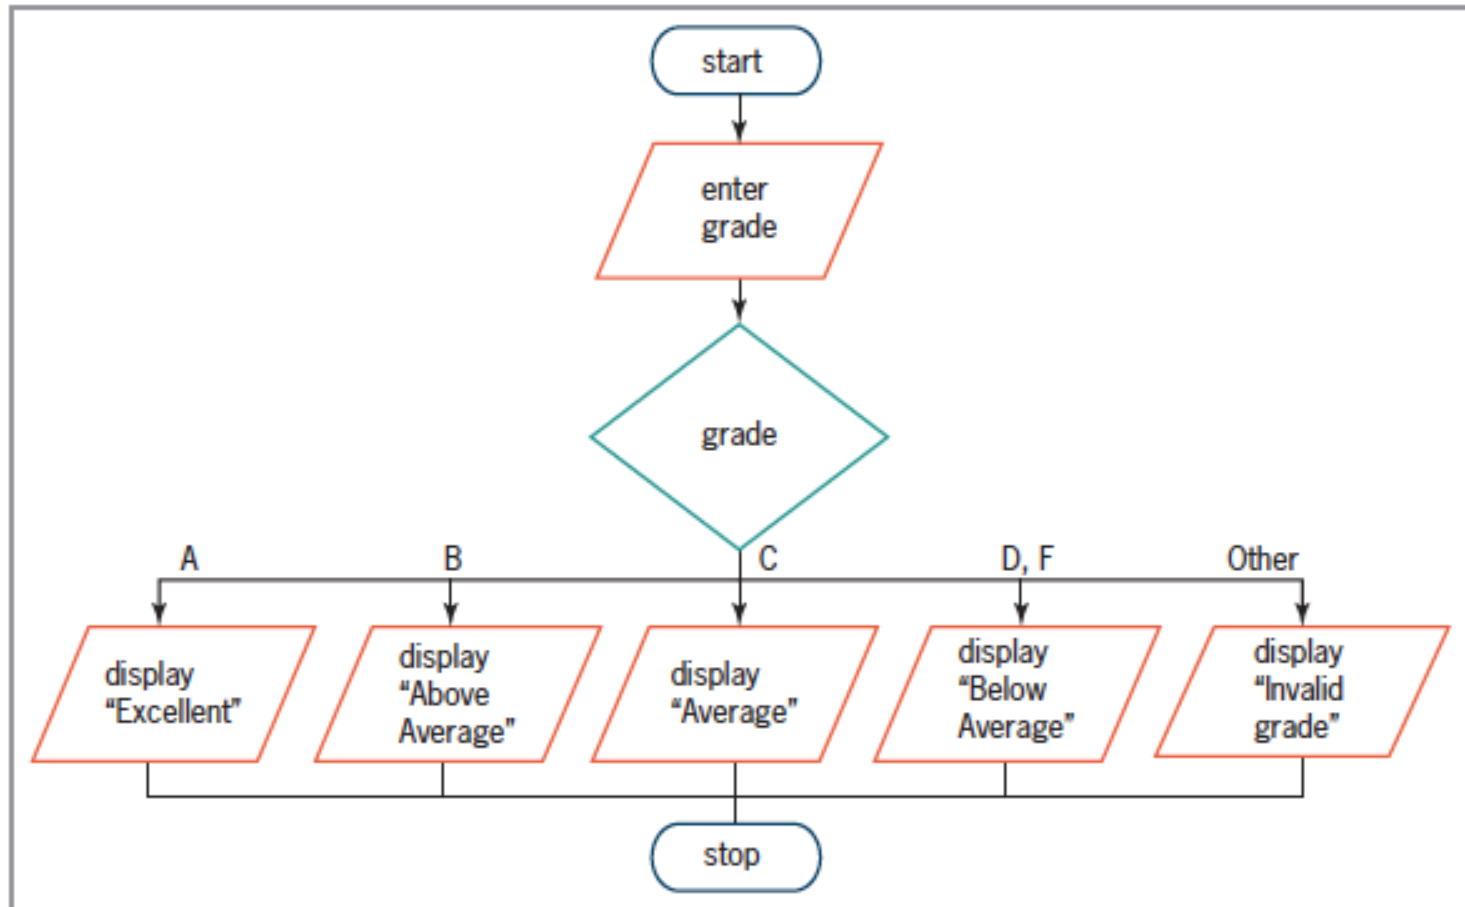 start
enter
grade
grade
A
B
C
D, F
Other
display
“Excellent”
display
“Above
Average”
display
“Average”
display
“Below
Average”
display
“Invalid
grade”
stop